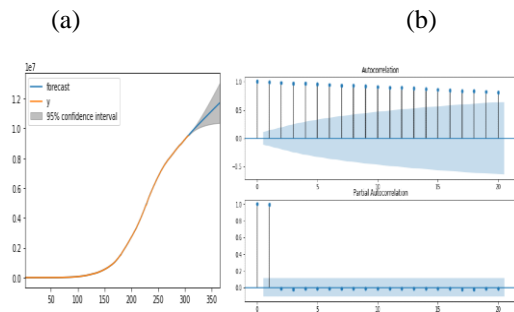 (a)
(b)
1e7
forecast
y
95% confidence interval
1.2
1.0
0.8
0.6
0.4
0.2
0.0
50 100 150 200 250 300 350
Autocorrelation
1.0
0.5
0.0
−0.5
0 5 10 15 20
Partial Autocorrelation
1.0
0.8
0.6
0.4
0.2
0.0
0 5 10 15 20